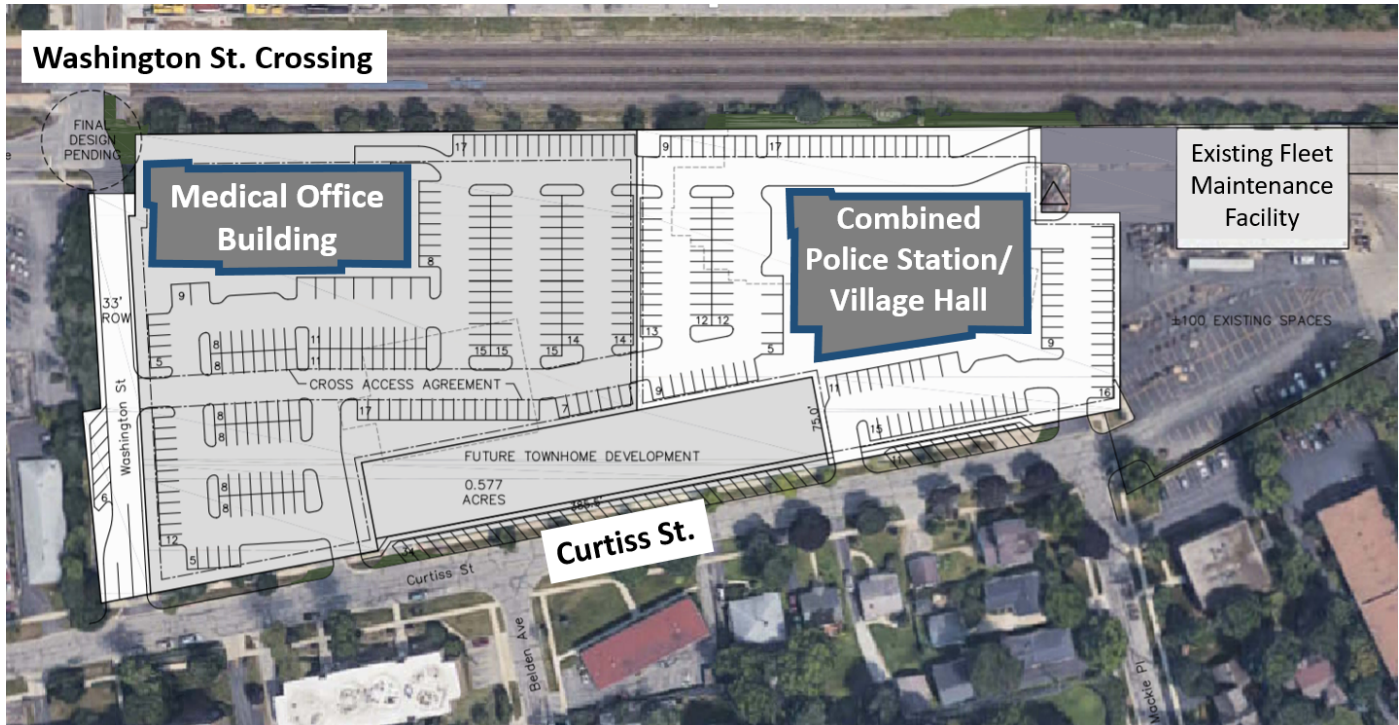 Washington St. Crossing
FINAL
DESIGN
PENDING
Medical Office
Building
Combined
Police Station/
Village Hall
Existing Fleet
Maintenance
Facility
17
9
17
8
9
33'
ROW
±100 EXISTING SPACES
8
8
11
11
5
15 15
15
14
14
13
12 12
5
9
CROSS ACCESS AGREEMENT
17
7
9
11
16
8
8
Washington St
75.0'
15
FUTURE TOWNHOME DEVELOPMENT
0.577
ACRES
8
8
6
12
5
Curtiss St.
Curtiss St
Belden Ave
Mackie Pl